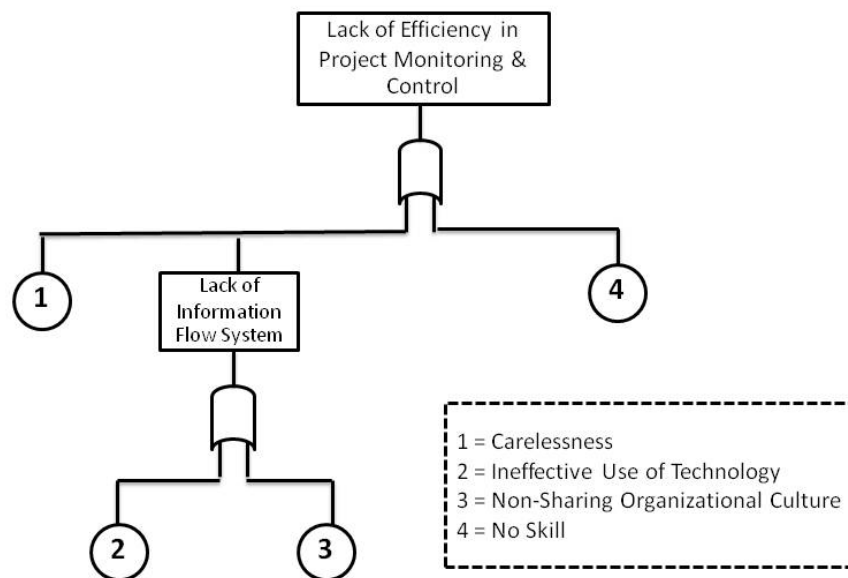 Lack of Efficiency in
Project Monitoring &
Control
1
Lack of
Information
Flow System
4
2
3
1 = Carelessness
2 = Ineffective Use of Technology
3 = Non-Sharing Organizational Culture
4 = No Skill